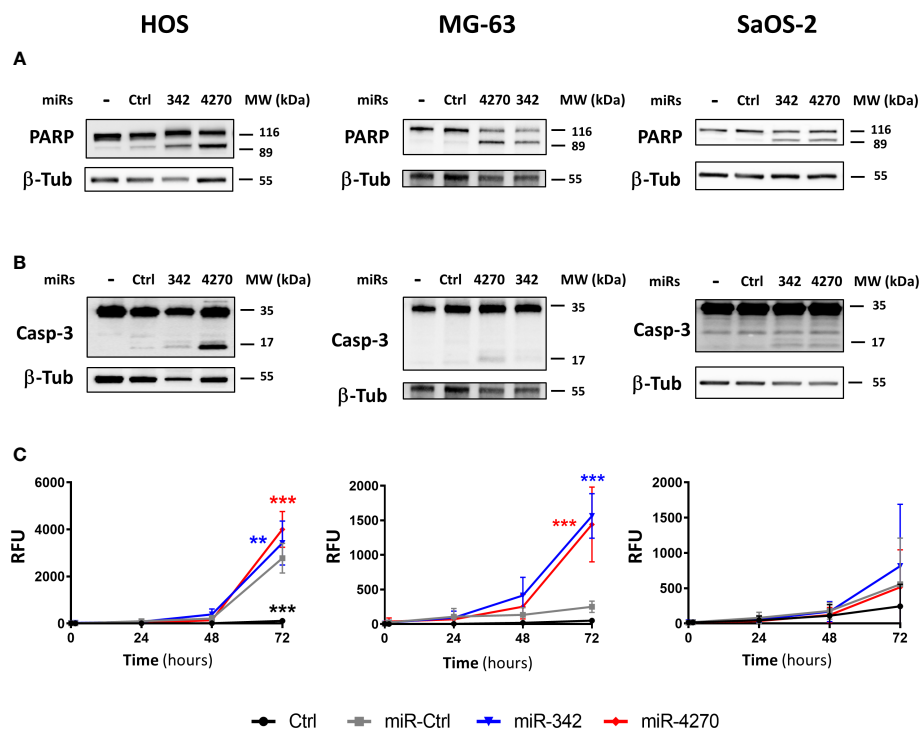 HOS MG-63 SaOS-2
A
miRs - Ctrl 342 4270 MW (kDa) miRs - Ctrl 4270 342 MW (kDa) miRs - Ctrl 342 4270 MW (kDa)
PARP 116 PARP 116 PARP 116
89 89 89
β-Tub 55 β-Tub 55 β-Tub 55
B
miRs - Ctrl 342 4270 MW (kDa) miRs - Ctrl 4270 342 MW (kDa) miRs - Ctrl 342 4270 MW (kDa)
35 35 35
Casp-3 17 Casp-3 17 Casp-3 17
β-Tub 55 β-Tub 55 β-Tub 55
C
RFU 6000 4000 2000 0
*** ** ***
0 24 48 72
Time (hours)
RFU 2000 1500 1000 500 0
*** ***
0 24 48 72
Time (hours)
RFU 2000 1500 1000 500 0
0 24 48 72
Time (hours)
Ctrl miR-Ctrl miR-342 miR-4270